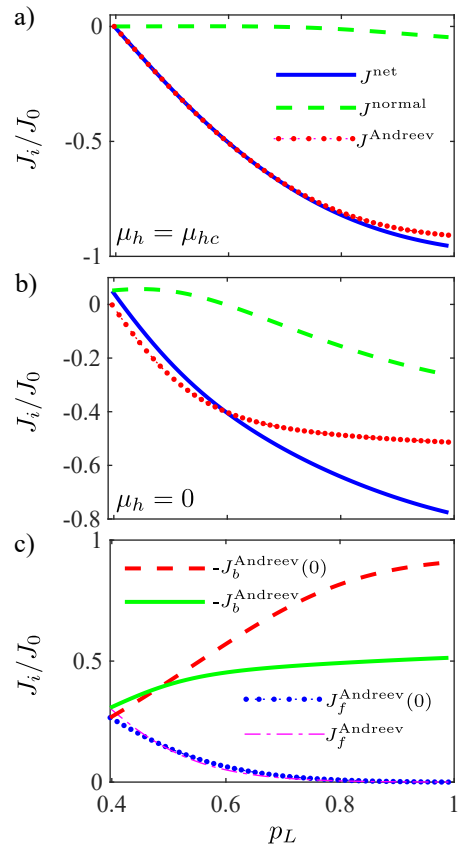 a)
0
-0.5
-1
J_i/J_0
J^net
J^normal
J^Andreev
μ_h = μ_hc
b)
0
-0.2
-0.4
-0.6
-0.8
J_i/J_0
μ_h = 0
c)
1
0.5
0
J_i/J_0
-J_b^Andreev(0)
-J_b^Andreev
J_f^Andreev(0)
J_f^Andreev
0.4 0.6 0.8 1
p_L